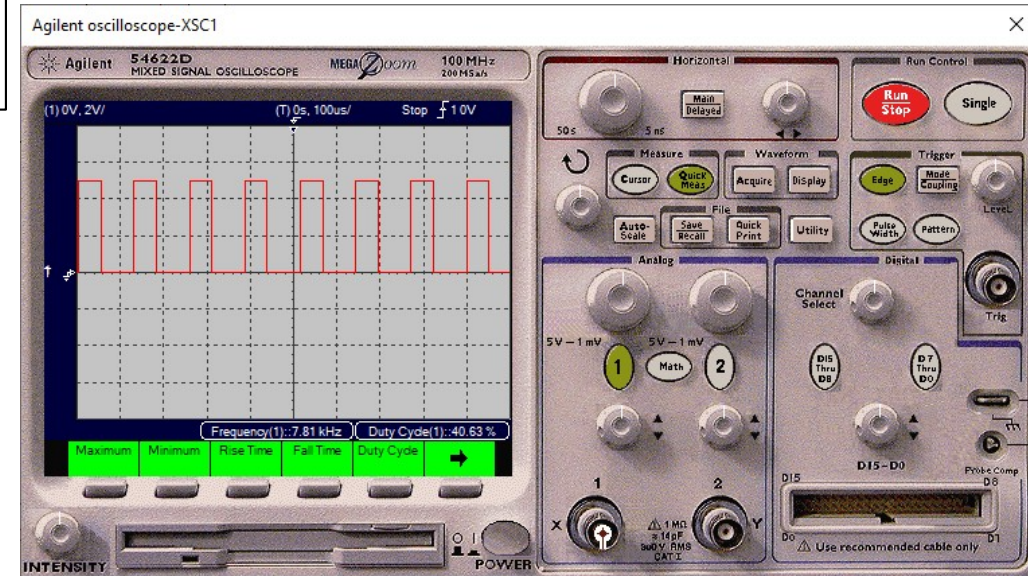 Agilent oscilloscope-XSC1
Agilent 54622D
MIXED SIGNAL OSCILLOSCOPE
MEGA Zoom
100 MHz
200 MSa/s
(1) 0V, 2V/ (T) 0s, 100us/ Stop 1 0V
Frequency(1)::7.81 kHz Duty Cycle(1)::40.63 %
Maximum Minimum Rise Time Fall Time Duty Cycle
INTENSITY
POWER
Horizontal
Main
Delayed
50 s 5 ns
Run Control
Run
Stop
Single
Measure
Cursor
Quick
Meas
Waveform
Acquire
Display
Auto-
Scale
File
Save
Recall
Quick
Print
Utility
Trigger
Edge
Mode
Coupling
Level
Pulse
Width
Pattern
Trig
Analog
5 V – 1 mV 5 V – 1 mV
1 Math 2
1 2
X Y
1 MΩ
≈ 14 pF
300 V RMS
CAT I
Digital
Channel
Select
D15
Thru
D8
D7
Thru
D0
D15-D0
Probe Comp
D15 D8
D0 D1
Use recommended cable only